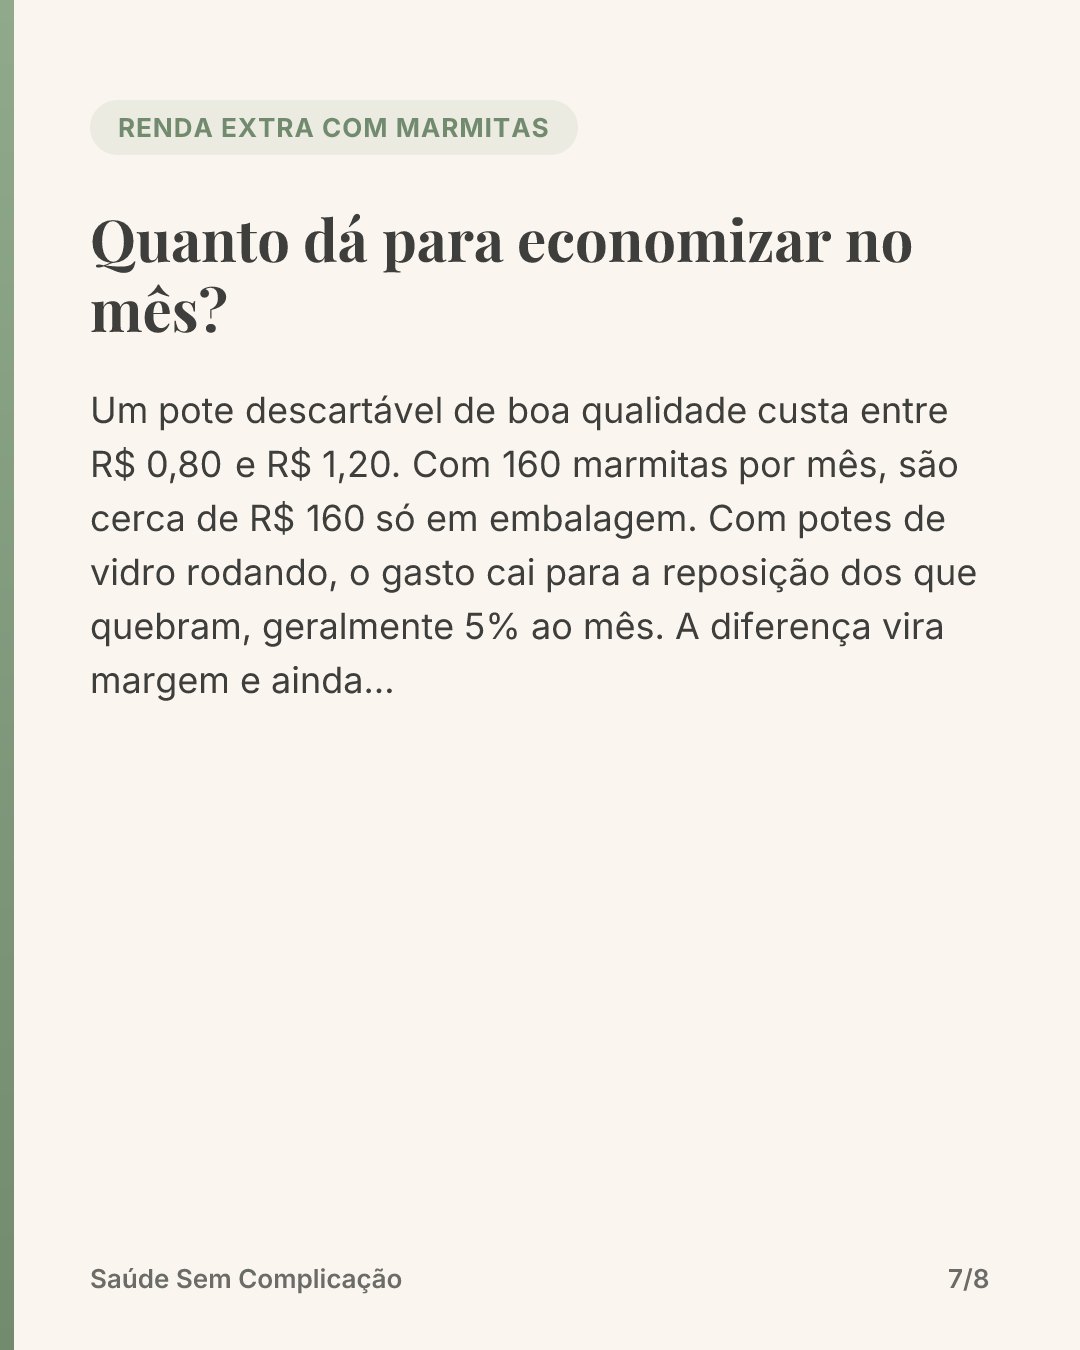 RENDA EXTRA COM MARMITAS
Quanto dá para economizar no
mês?
Um pote descartável de boa qualidade custa entre
R$ 0,80 e R$ 1,20. Com 160 marmitas por mês, são
cerca de R$ 160 só em embalagem. Com potes de
vidro rodando, o gasto cai para a reposição dos que
quebram, geralmente 5% ao mês. A diferença vira
margem e ainda...
Saúde Sem Complicação
7/8